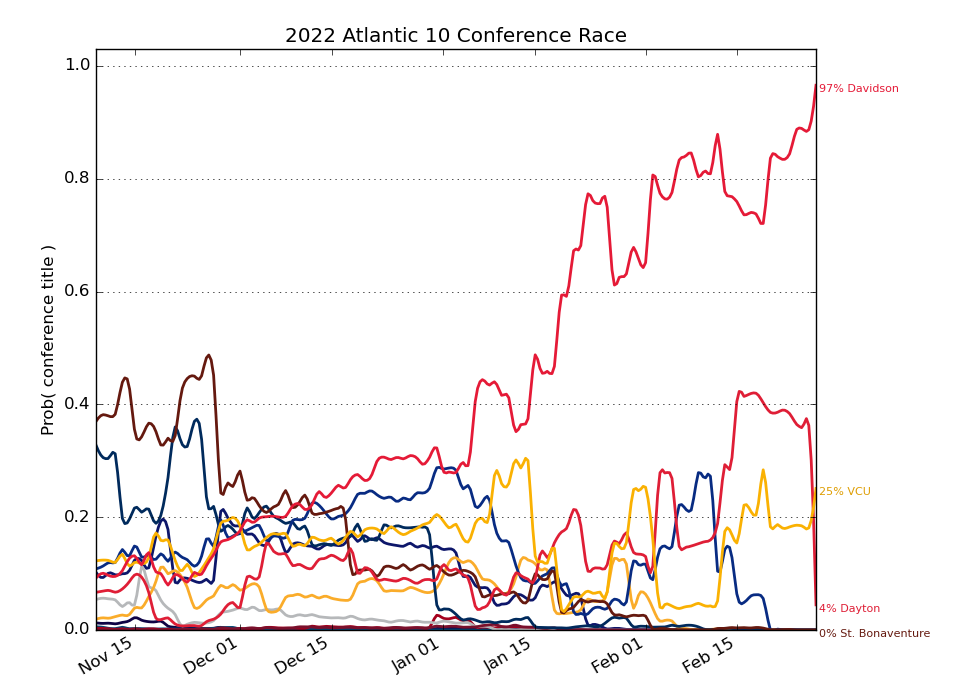 2022 Atlantic 10 Conference Race
Prob( conference title )
1.0
0.8
0.6
0.4
0.2
0.0
Nov 15
Dec 01
Dec 15
Jan 01
Jan 15
Feb 01
Feb 15
97% Davidson
25% VCU
4% Dayton
0% St. Bonaventure